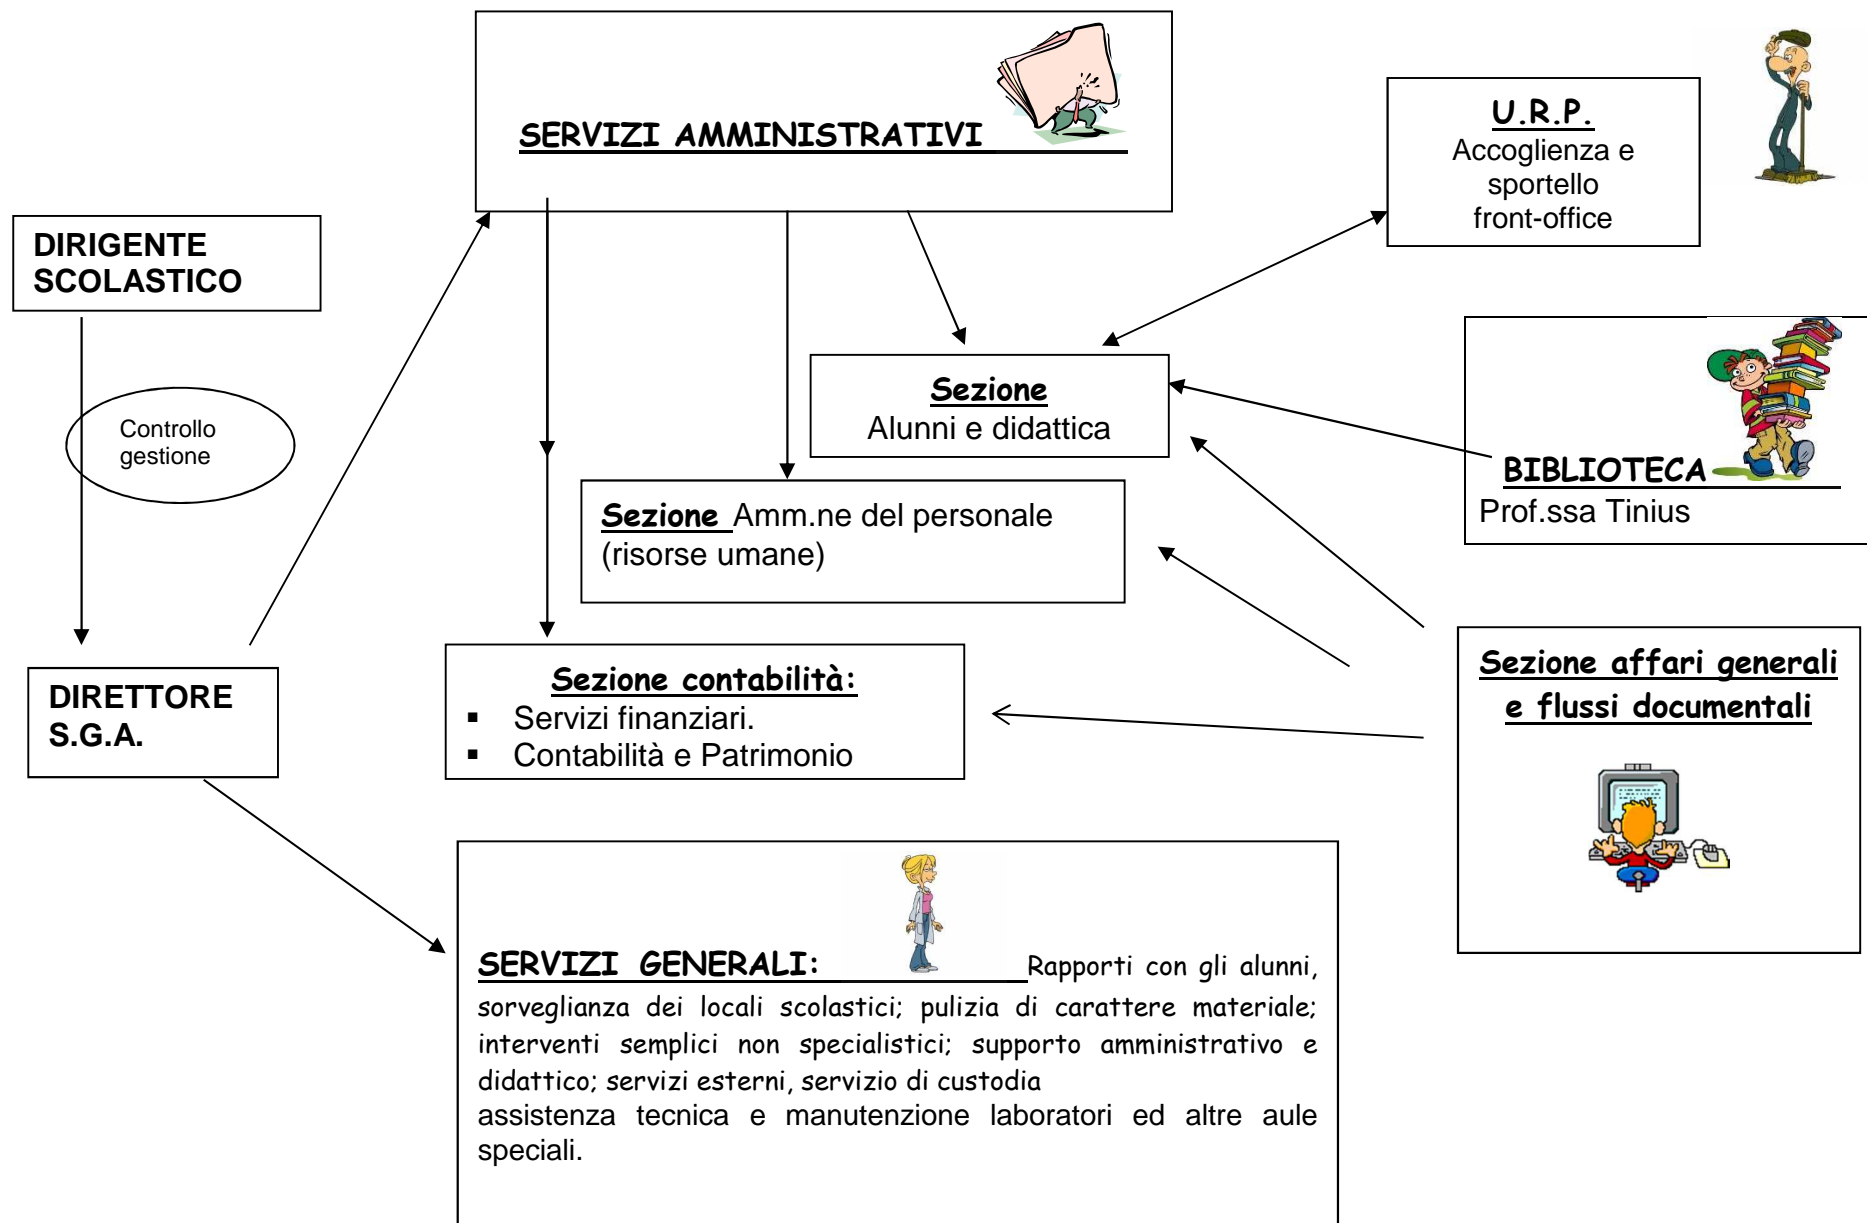 SERVIZI AMMINISTRATIVI
U.R.P.
Accoglienza e
sportello
front-office
DIRIGENTE
SCOLASTICO
Controllo
gestione
Sezione
Alunni e didattica
BIBLIOTECA
Prof.ssa Tinius
Sezione Amm.ne del personale
(risorse umane)
DIRETTORE
S.G.A.
Sezione contabilità:
▪ Servizi finanziari.
▪ Contabilità e Patrimonio
Sezione affari generali
e flussi documentali
SERVIZI GENERALI: Rapporti con gli alunni,
sorveglianza dei locali scolastici; pulizia di carattere materiale;
interventi semplici non specialistici; supporto amministrativo e
didattico; servizi esterni, servizio di custodia
assistenza tecnica e manutenzione laboratori ed altre aule
speciali.